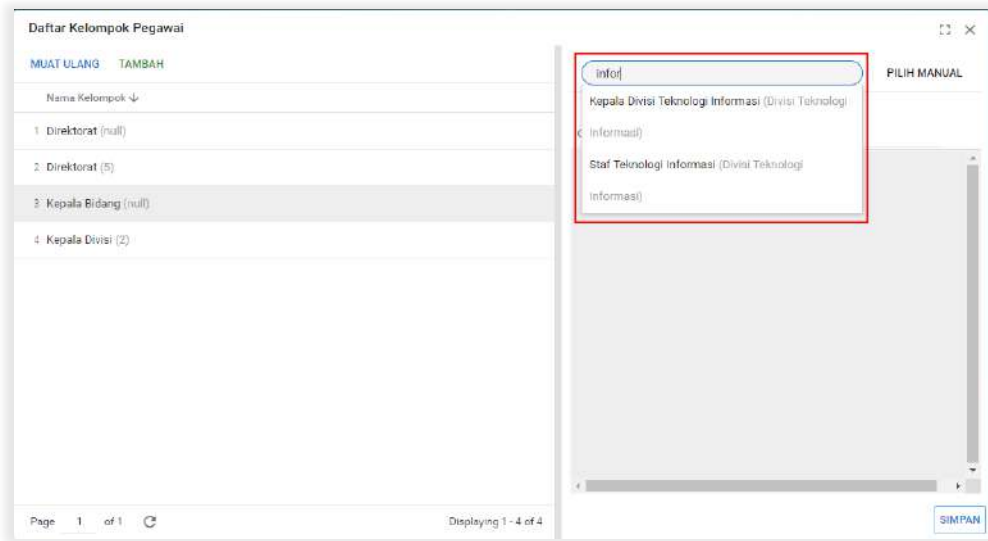 Daftar Kelompok Pegawai
MUAT ULANG TAMBAH
Nama Kelompok
1 Direktorat (null)
2 Direktorat (5)
3 Kepala Bidang (null)
4 Kepala Divisi (2)
Page 1 of 1
Displaying 1 - 4 of 4
infor
PILIH MANUAL
Kepala Divisi Teknologi Informasi (Divisi Teknologi
Informasi)
Staf Teknologi Informasi (Divisi Teknologi
Informasi)
SIMPAN